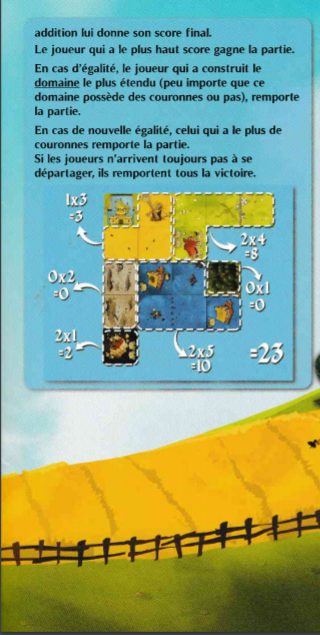 addition lui donne son score final.
Le joueur qui a le plus haut score gagne la partie.
En cas d'égalité, le joueur qui a construit le
domaine le plus étendu (peu importe que ce
domaine possède des couronnes ou pas), remporte
la partie.
En cas de nouvelle égalité, celui qui a le plus de
couronnes remporte la partie.
Si les joueurs n'arrivent toujours pas à se
départager, ils remportent tous la victoire.
1x3
=3
2x4
=8
0x2
=0
0x1
=0
2x1
=2
2x5
=10
=23